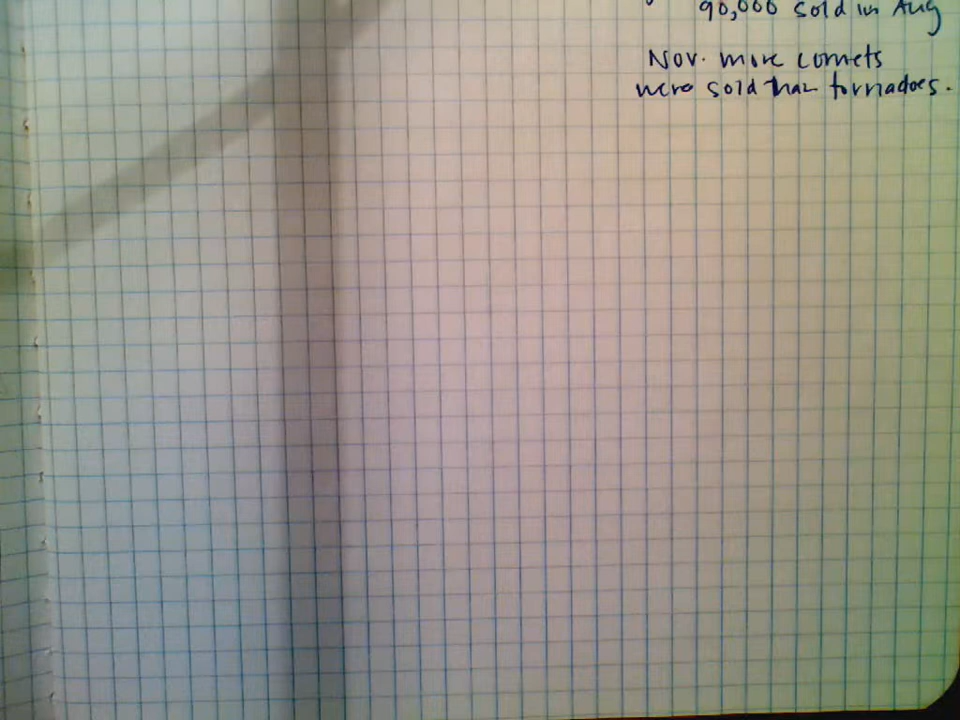 90,000 sold in Aug
Nov. more comets
were sold than tornadoes.